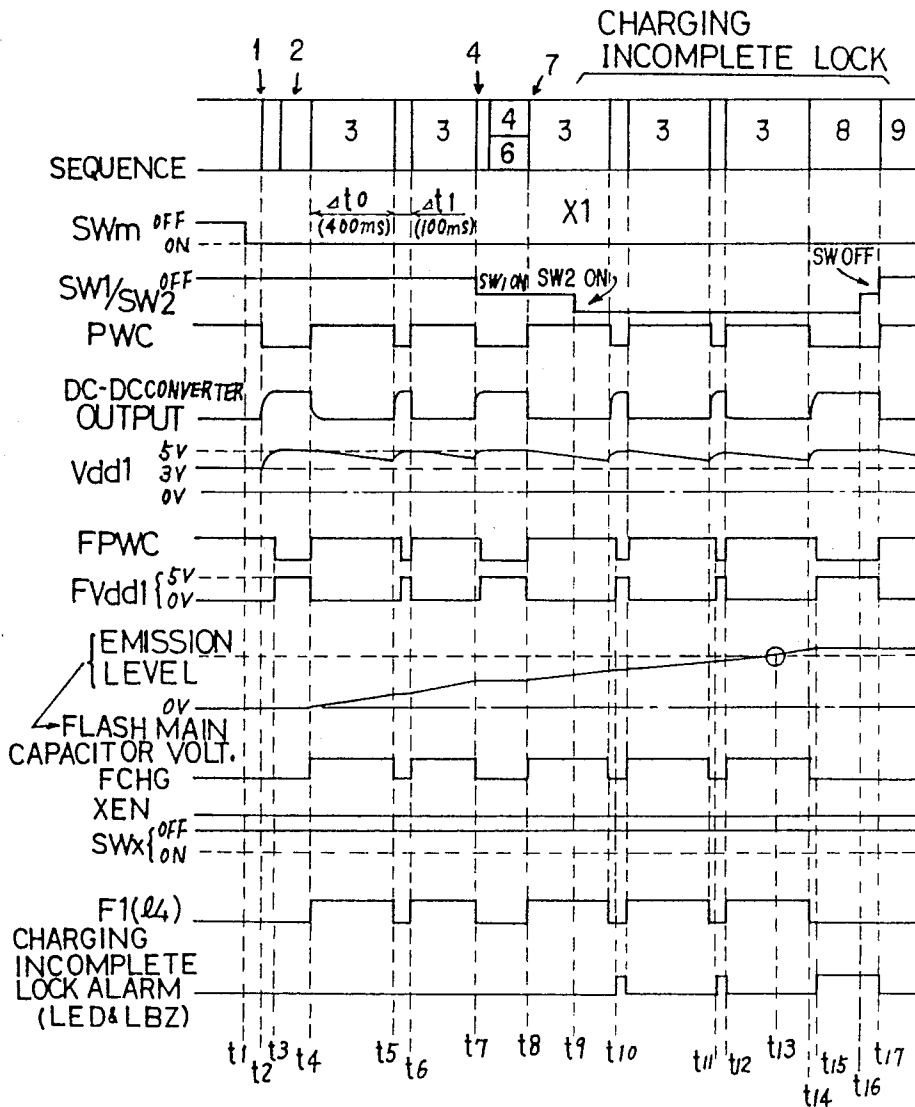 CHARGING
INCOMPLETE LOCK
1 2 4 7
3 3 4 3 3 3 8 9
6
SEQUENCE
Δt0 Δt1 X1
(400ms) (100ms)
SWm OFF
ON
SW OFF
SW1/SW2 OFF SW1 ON SW2 ON
PWC
DC-DC CONVERTER
OUTPUT
5V
Vdd1 3V
0V
FPWC
FVdd1 { 5V
0V
EMISSION
LEVEL
0V
FLASH MAIN
CAPACITOR VOLT.
FCHG
XEN
SWx { OFF
ON
F1(l4)
CHARGING
INCOMPLETE
LOCK ALARM
(LED & LBZ)
t1 t2 t3 t4 t5 t6 t7 t8 t9 t10 t11 t12 t13 t14 t15 t16 t17